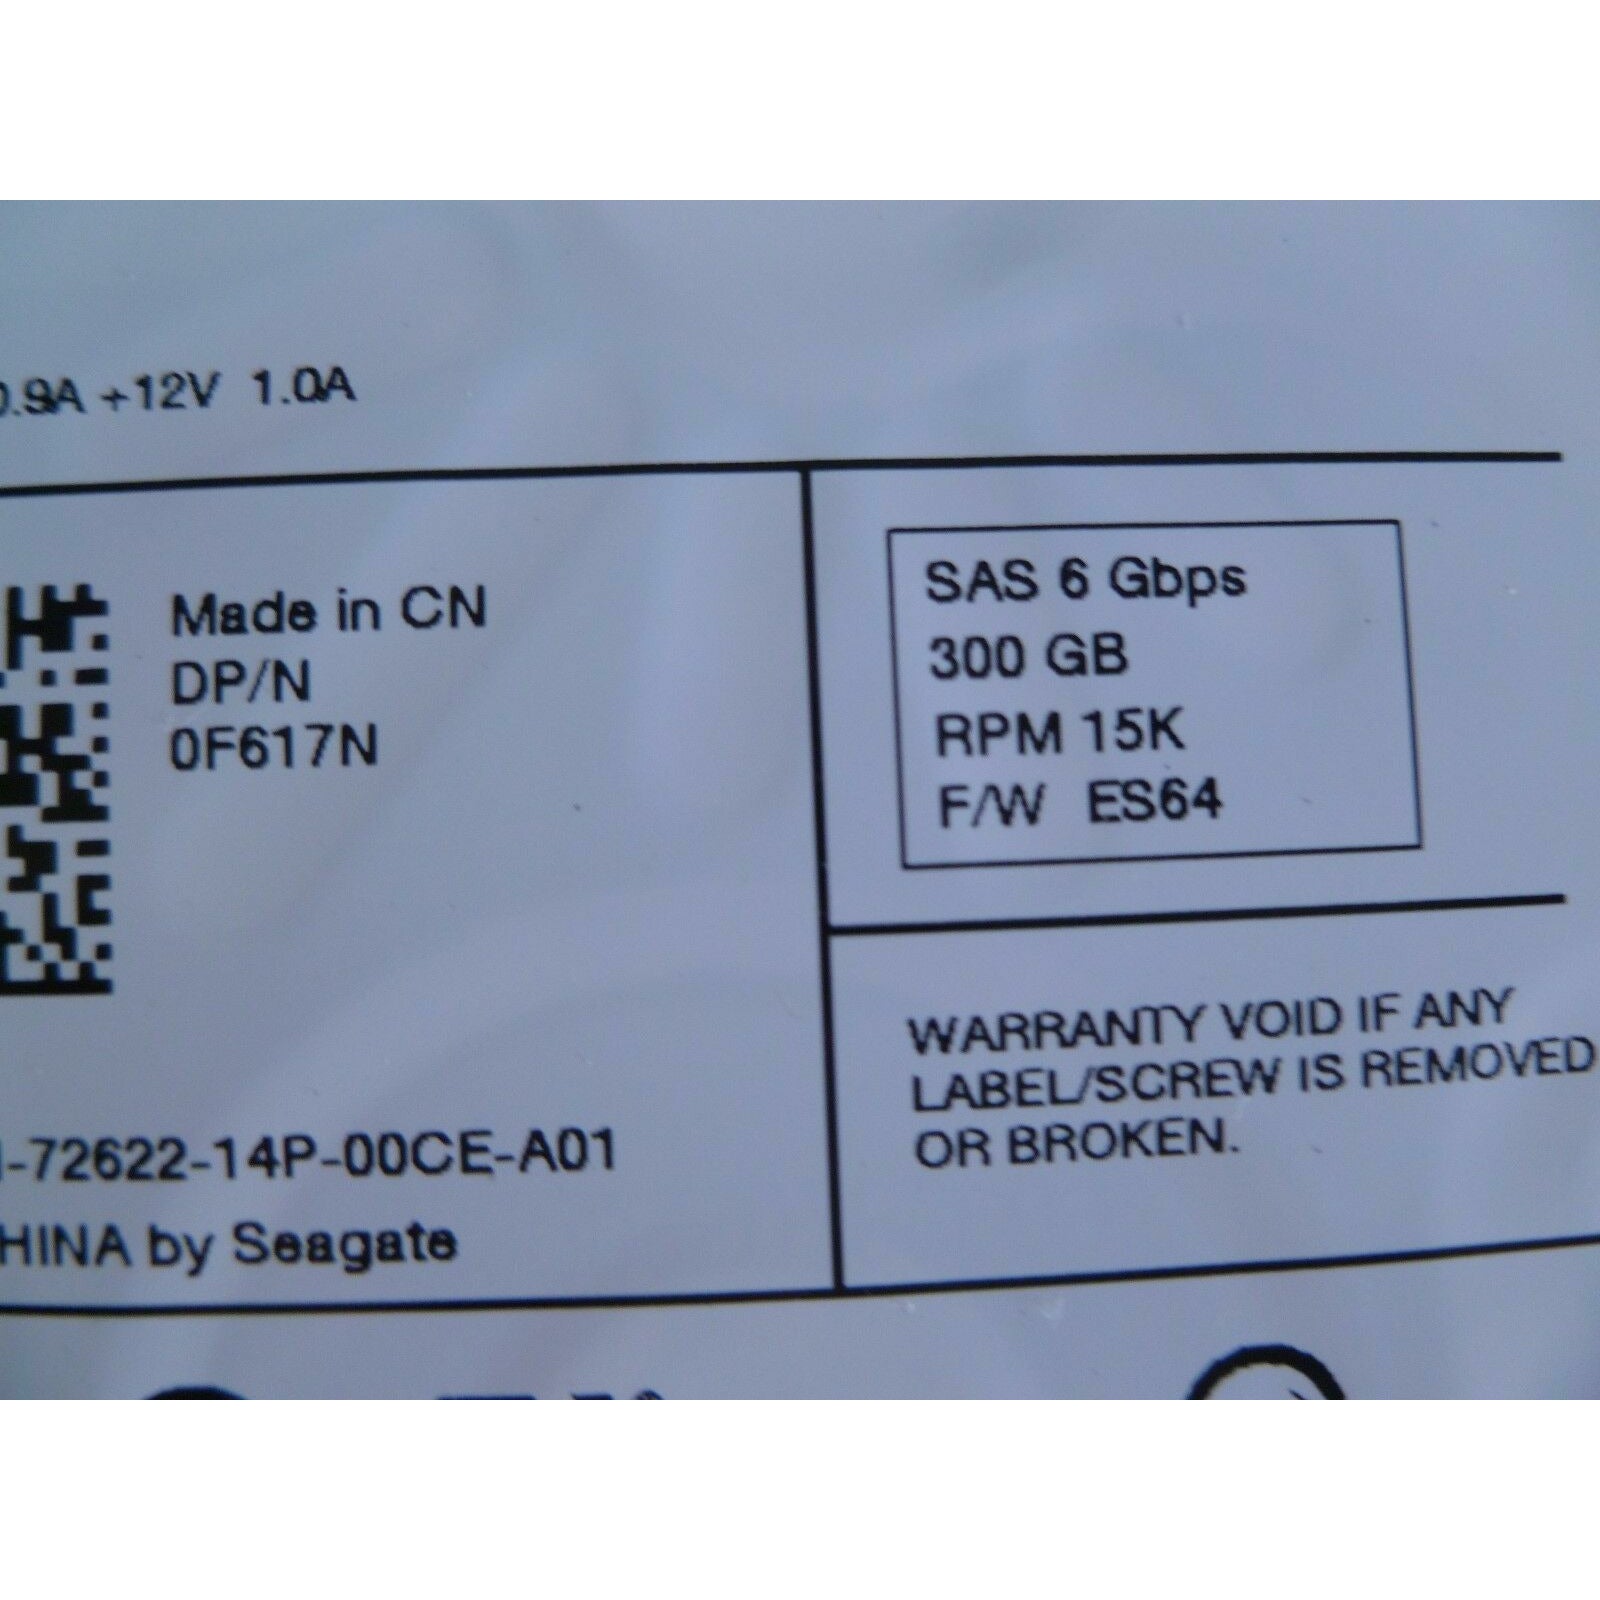 0.9A +12V 1.0A
Made in CN
DP/N
0F617N
SAS 6 Gbps
300 GB
RPM 15K
F/W ES64
WARRANTY VOID IF ANY
LABEL/SCREW IS REMOVED
OR BROKEN.
-72622-14P-00CE-A01
HINA by Seagate